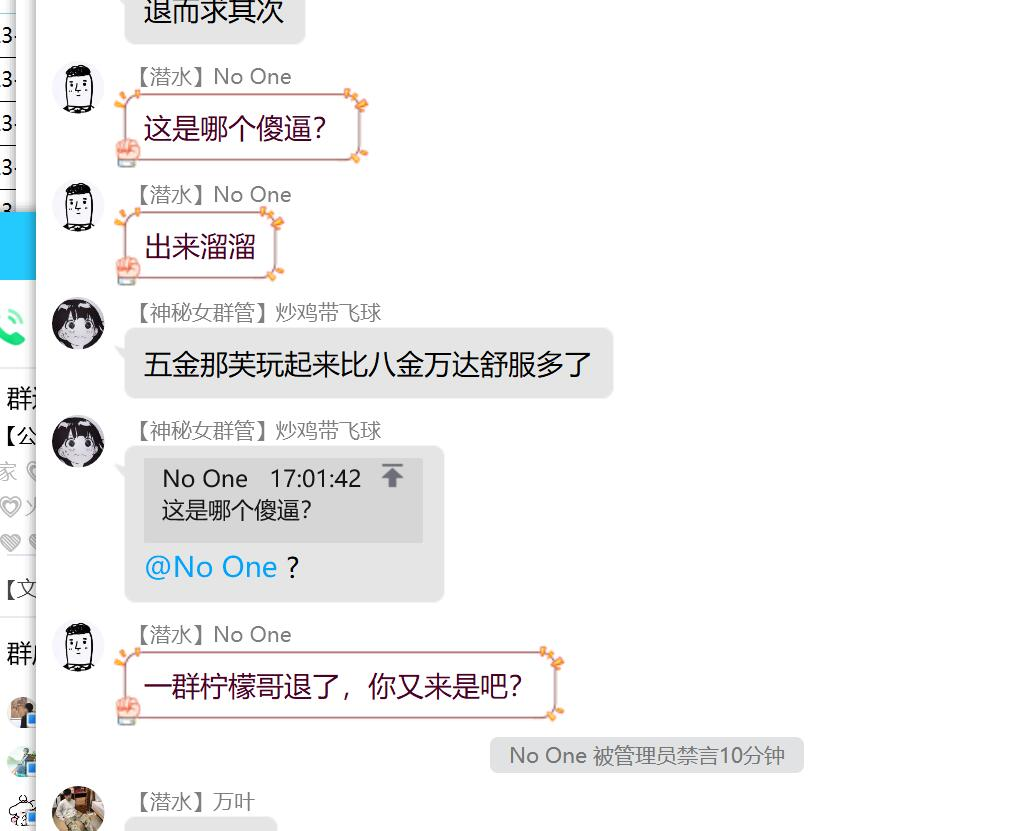 退而求其次
【潜水】No One
这是哪个傻逼？
【潜水】No One
出来溜溜
【神秘女群管】炒鸡带飞球
五金那芙玩起来比八金万达舒服多了
【神秘女群管】炒鸡带飞球
No One 17:01:42
这是哪个傻逼？
@No One ？
【潜水】No One
一群柠檬哥退了，你又来是吧？
No One 被管理员禁言10分钟
【潜水】万叶
3-
3-
3-
3-
3
群
【公
家
【文
群